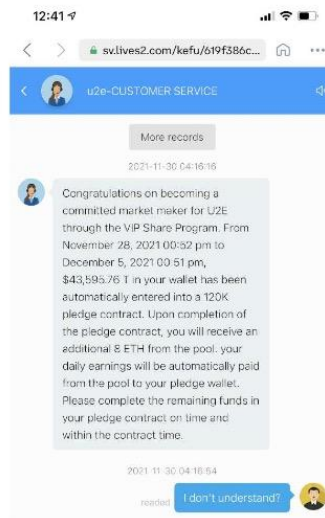 12:41
sv.lives2.com/kefu/619f386c...
u2e-CUSTOMER SERVICE
More records
2021-11-30 04:16:16
Congratulations on becoming a
committed market maker for U2E
through the VIP Share Program. From
November 28, 2021 00:52 pm to
December 5, 2021 00:51 pm,
$43,595.76 T in your wallet has been
automatically entered into a 120K
pledge contract. Upon completion of
the pledge contract, you will receive an
additional 8 ETH from the pool. your
daily earnings will be automatically paid
from the pool to your pledge wallet.
Please complete the remaining funds in
your pledge contract on time and
within the contract time.
2021-11-30 04:16:54
readed
I don't understand?